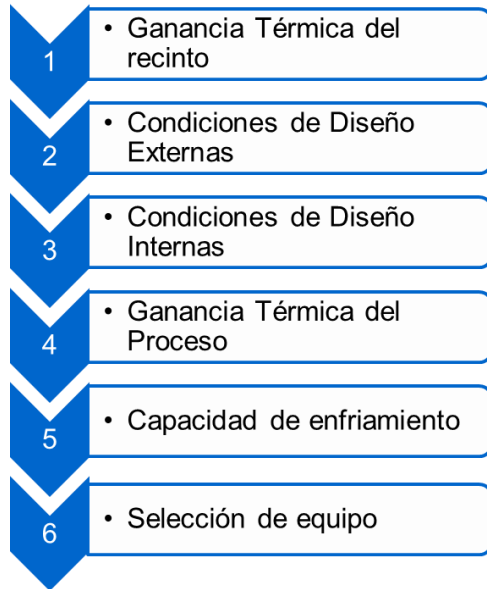 1
• Ganancia Térmica del
recinto
2
• Condiciones de Diseño
Externas
3
• Condiciones de Diseño
Internas
4
• Ganancia Térmica del
Proceso
5
• Capacidad de enfriamiento
6
• Selección de equipo